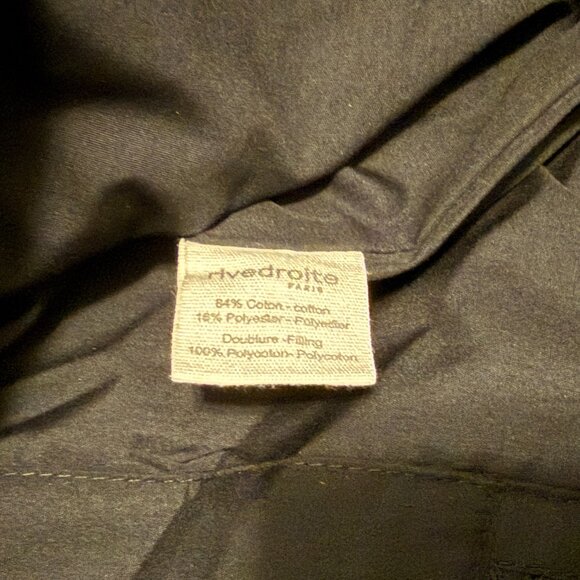 rivedroite
PARIS
84% Coton - cotton
16% Polyester - Polyester
Doublure - Filling
100% Polycoton - Polycoton